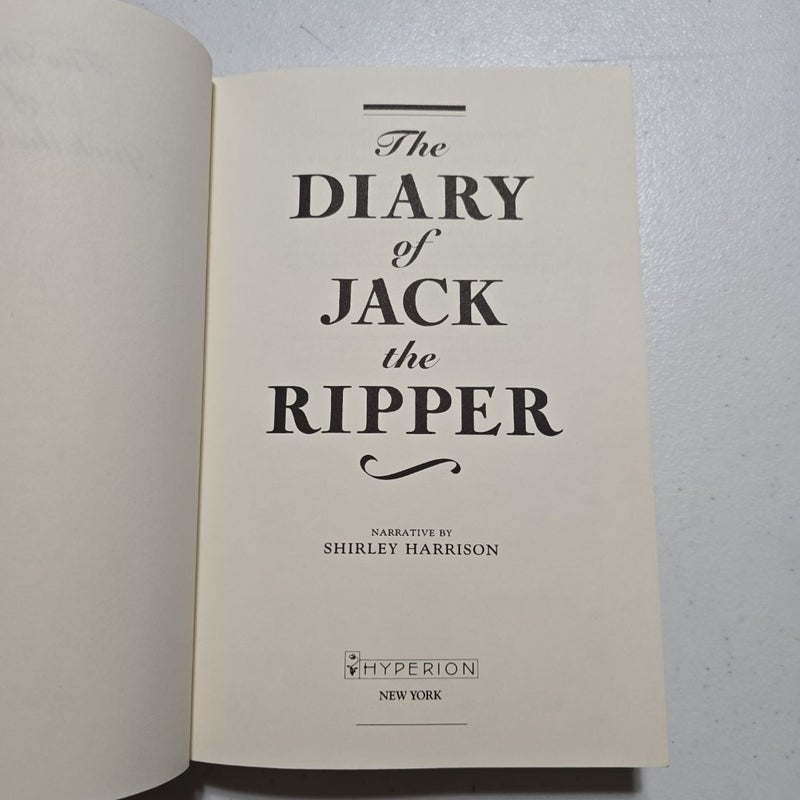 The
DIARY
of
JACK
the
RIPPER
NARRATIVE BY
SHIRLEY HARRISON
HYPERION
NEW YORK